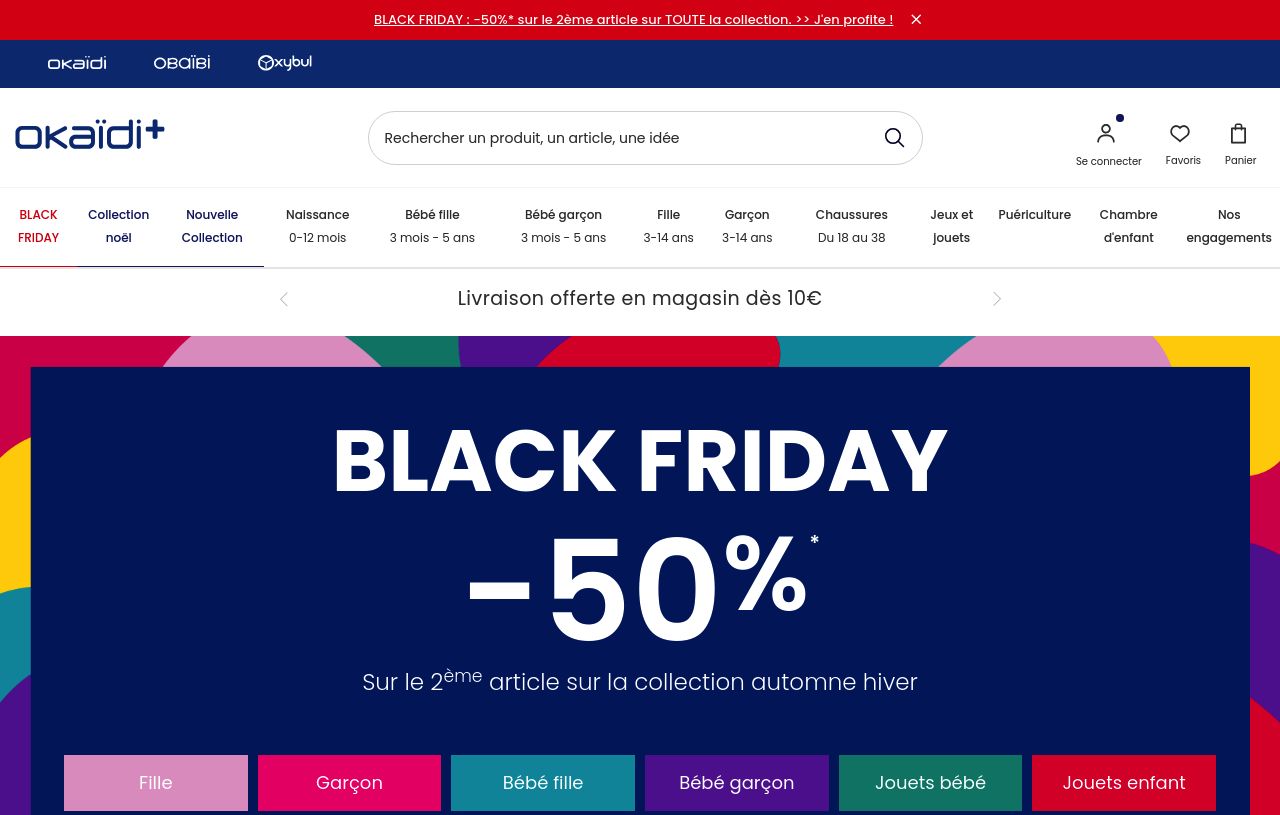 BLACK FRIDAY : -50%* sur le 2ème article sur TOUTE la collection. >> J'en profite !
okaïdi OBAÏBI Oxybul
okaïdi+
Rechercher un produit, un article, une idée
Se connecter Favoris Panier
BLACK FRIDAY
Collection noël
Nouvelle Collection
Naissance
0-12 mois
Bébé fille
3 mois - 5 ans
Bébé garçon
3 mois - 5 ans
Fille
3-14 ans
Garçon
3-14 ans
Chaussures
Du 18 au 38
Jeux et jouets
Puériculture
Chambre d'enfant
Nos engagements
Livraison offerte en magasin dès 10€
BLACK FRIDAY
-50%*
Sur le 2ème article sur la collection automne hiver
Fille Garçon Bébé fille Bébé garçon Jouets bébé Jouets enfant